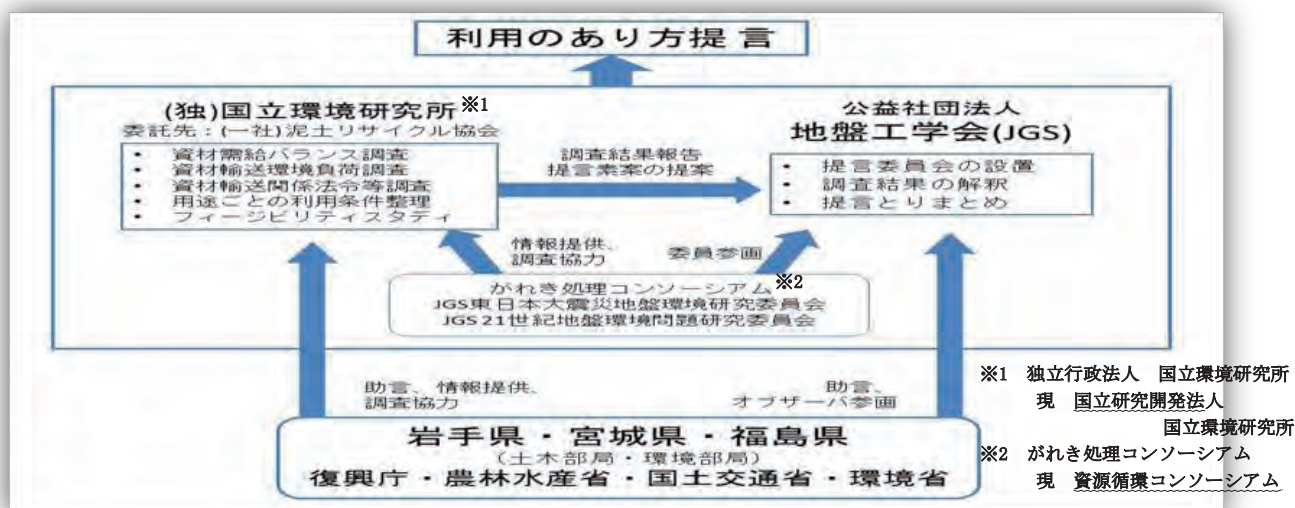 利用のあり方提言
(独)国立環境研究所※1
委託先:(一社)泥土リサイクル協会
• 資材需給バランス調査
• 資材輸送環境負荷調査
• 資材輸送関係法令等調査
• 用途ごとの利用条件整理
• フィージビリティスタディ
調査結果報告
提言素案の提案
公益社団法人
地盤工学会(JGS)
• 提言委員会の設置
• 調査結果の解釈
• 提言とりまとめ
情報提供、
調査協力
委員参画
がれき処理コンソーシアム※2
JGS東日本大震災地盤環境研究委員会
JGS21世紀地盤環境問題研究委員会
助言、情報提供、
調査協力
助言、
オブザーバ参画
岩手県・宮城県・福島県
(土木部局・環境部局)
復興庁・農林水産省・国土交通省・環境省
※1 独立行政法人 国立環境研究所
現 国立研究開発法人
国立環境研究所
※2 がれき処理コンソーシアム
現 資源循環コンソーシアム